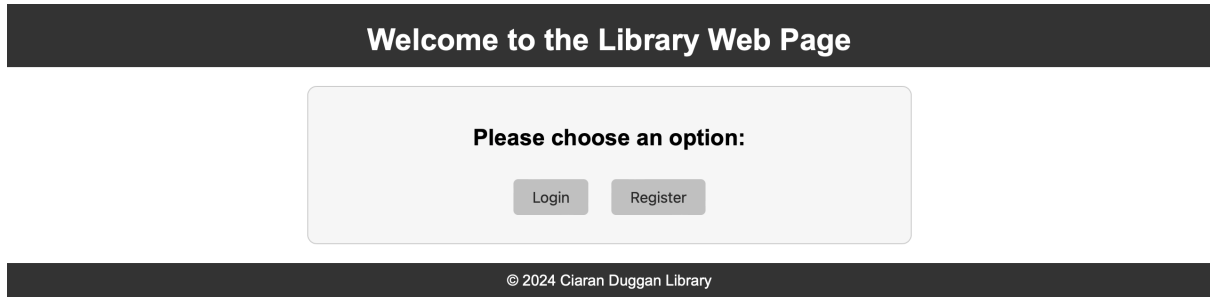 Welcome to the Library Web Page
Please choose an option:
Login Register
© 2024 Ciaran Duggan Library